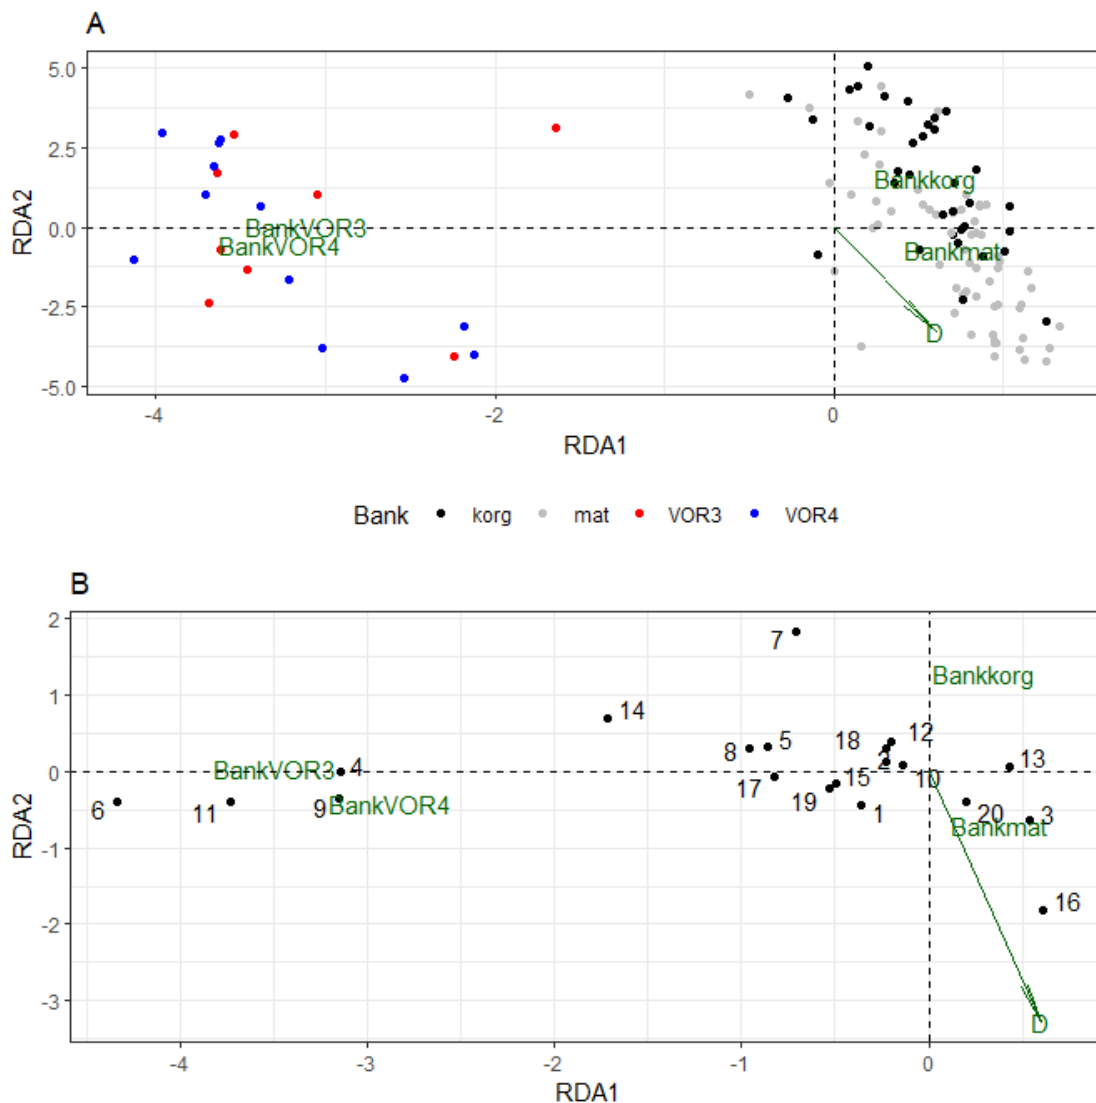 A
5.0
2.5
0.0
-2.5
-5.0
RDA2
Bankkorg
BankVOR3
BankVOR4
Bankmat
D
-4
-2
0
RDA1
Bank korg mat VOR3 VOR4
B
2
1
0
-1
-2
-3
RDA2
7
Bankkorg
14
12
18
5
8
2
13
BankVOR3
4
10
15
17
6
11
9
BankVOR4
19
1
20
3
Bankmat
16
D
-4
-3
-2
-1
0
RDA1